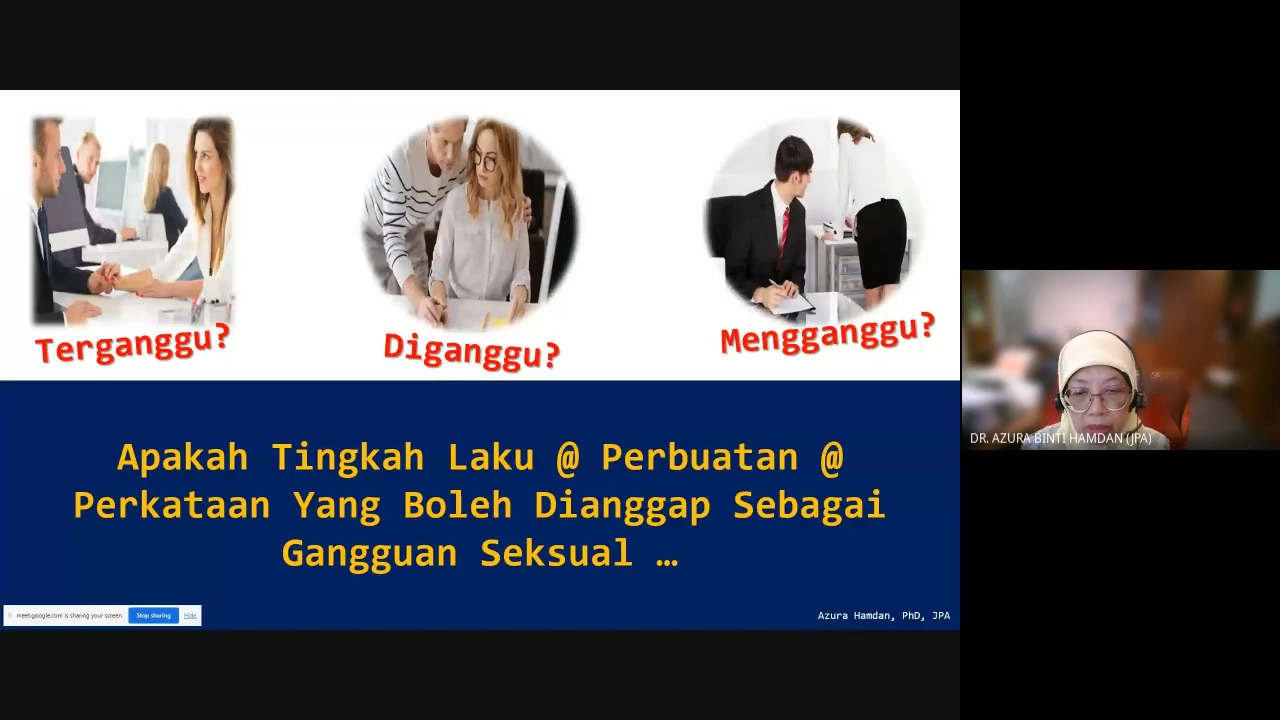 Terganggu?
Diganggu?
Mengganggu?
Apakah Tingkah Laku @ Perbuatan @
Perkataan Yang Boleh Dianggap Sebagai
Gangguan Seksual …
meet.google.com is sharing your screen.
Stop sharing
Hide
Azura Hamdan, PhD, JPA
DR. AZURA BINTI HAMDAN (JPA)